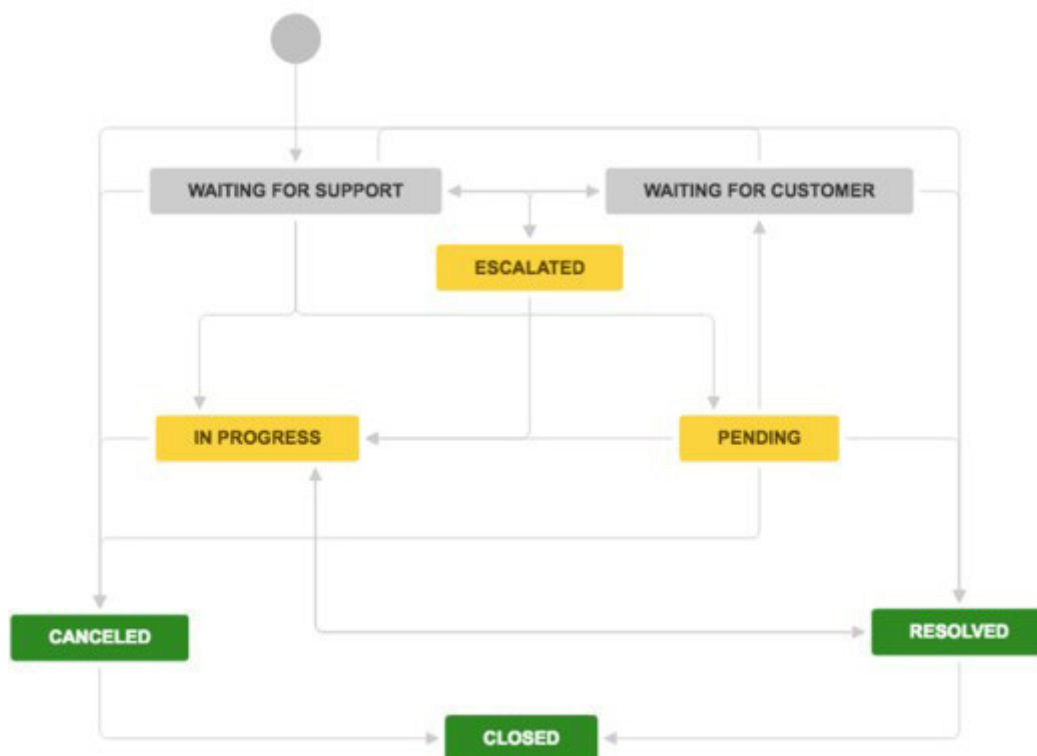 WAITING FOR SUPPORT
WAITING FOR CUSTOMER
ESCALATED
IN PROGRESS
PENDING
CANCELED
RESOLVED
CLOSED